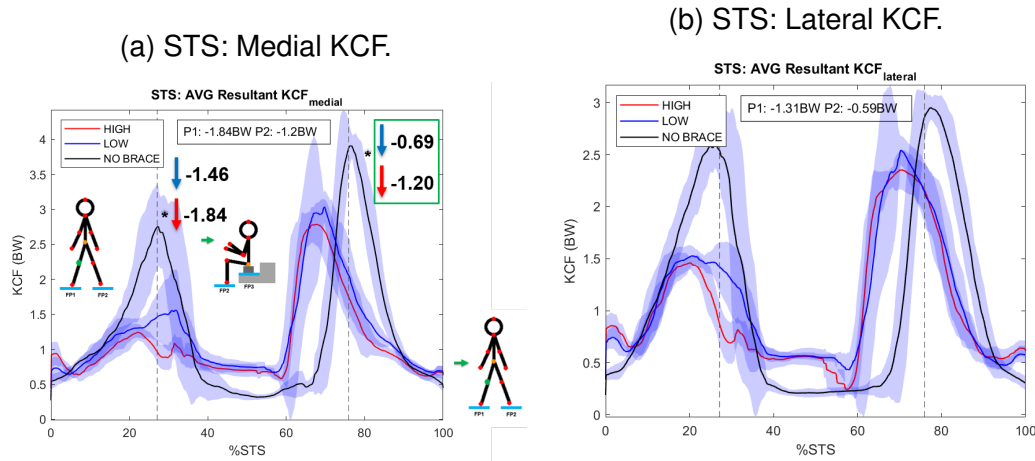 (a) STS: Medial KCF.
STS: AVG Resultant KCF_medial
HIGH
LOW
NO BRACE
P1: -1.84BW P2: -1.2BW
-1.46
* -1.84
* -0.69
-1.20
FP1 FP2
FP2 FP3
FP1 FP2
KCF (BW)
0
0.5
1
1.5
2
2.5
3
3.5
4
0 20 40 60 80 100
%STS
(b) STS: Lateral KCF.
STS: AVG Resultant KCF_lateral
HIGH
LOW
NO BRACE
P1: -1.31BW P2: -0.59BW
KCF (BW)
0
0.5
1
1.5
2
2.5
3
0 20 40 60 80 100
%STS